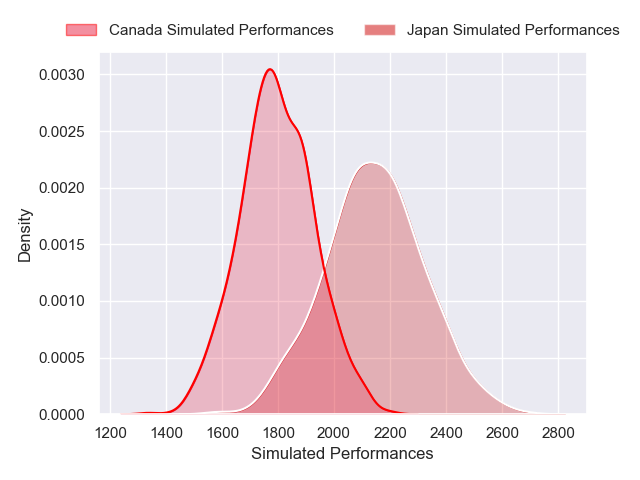 Canada Simulated Performances
Japan Simulated Performances
0.0030
0.0025
0.0020
0.0015
0.0010
0.0005
0.0000
Density
1200 1400 1600 1800 2000 2200 2400 2600 2800
Simulated Performances